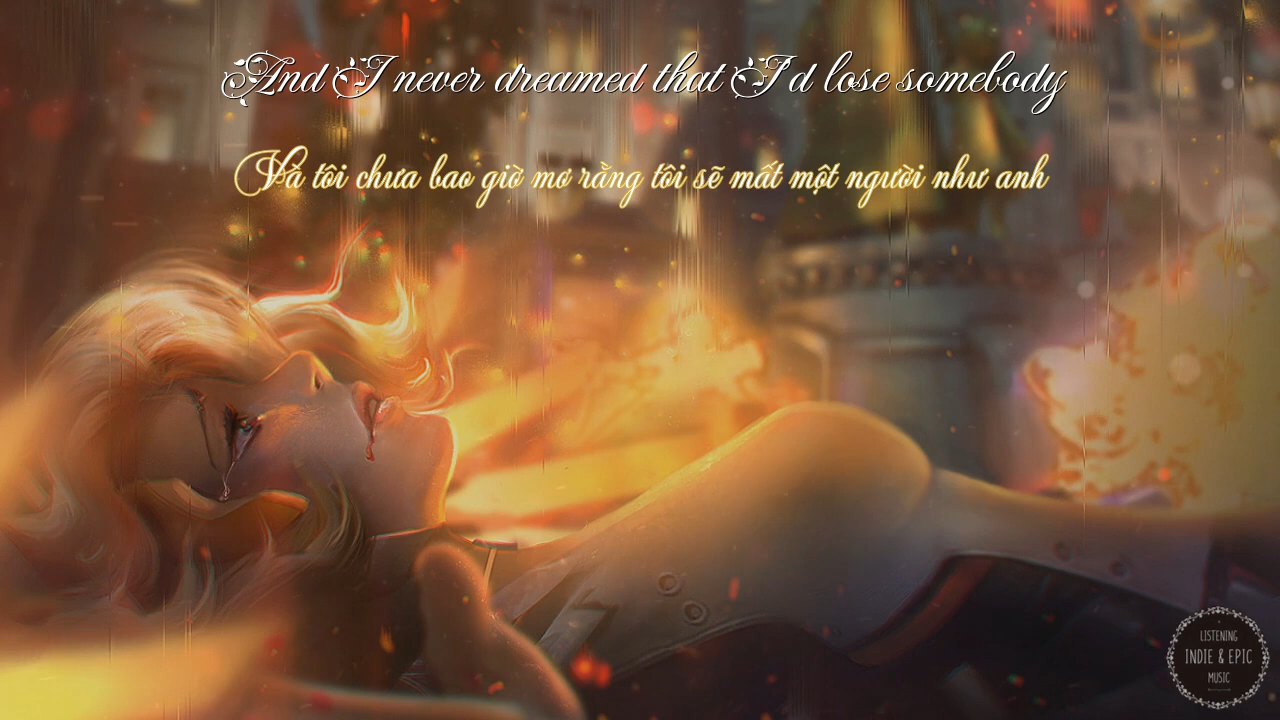 And I never dreamed that I'd lose somebody
Và tôi chưa bao giờ mơ rằng tôi sẽ mất một người như anh
LISTENING
INDIE & EPIC
MUSIC